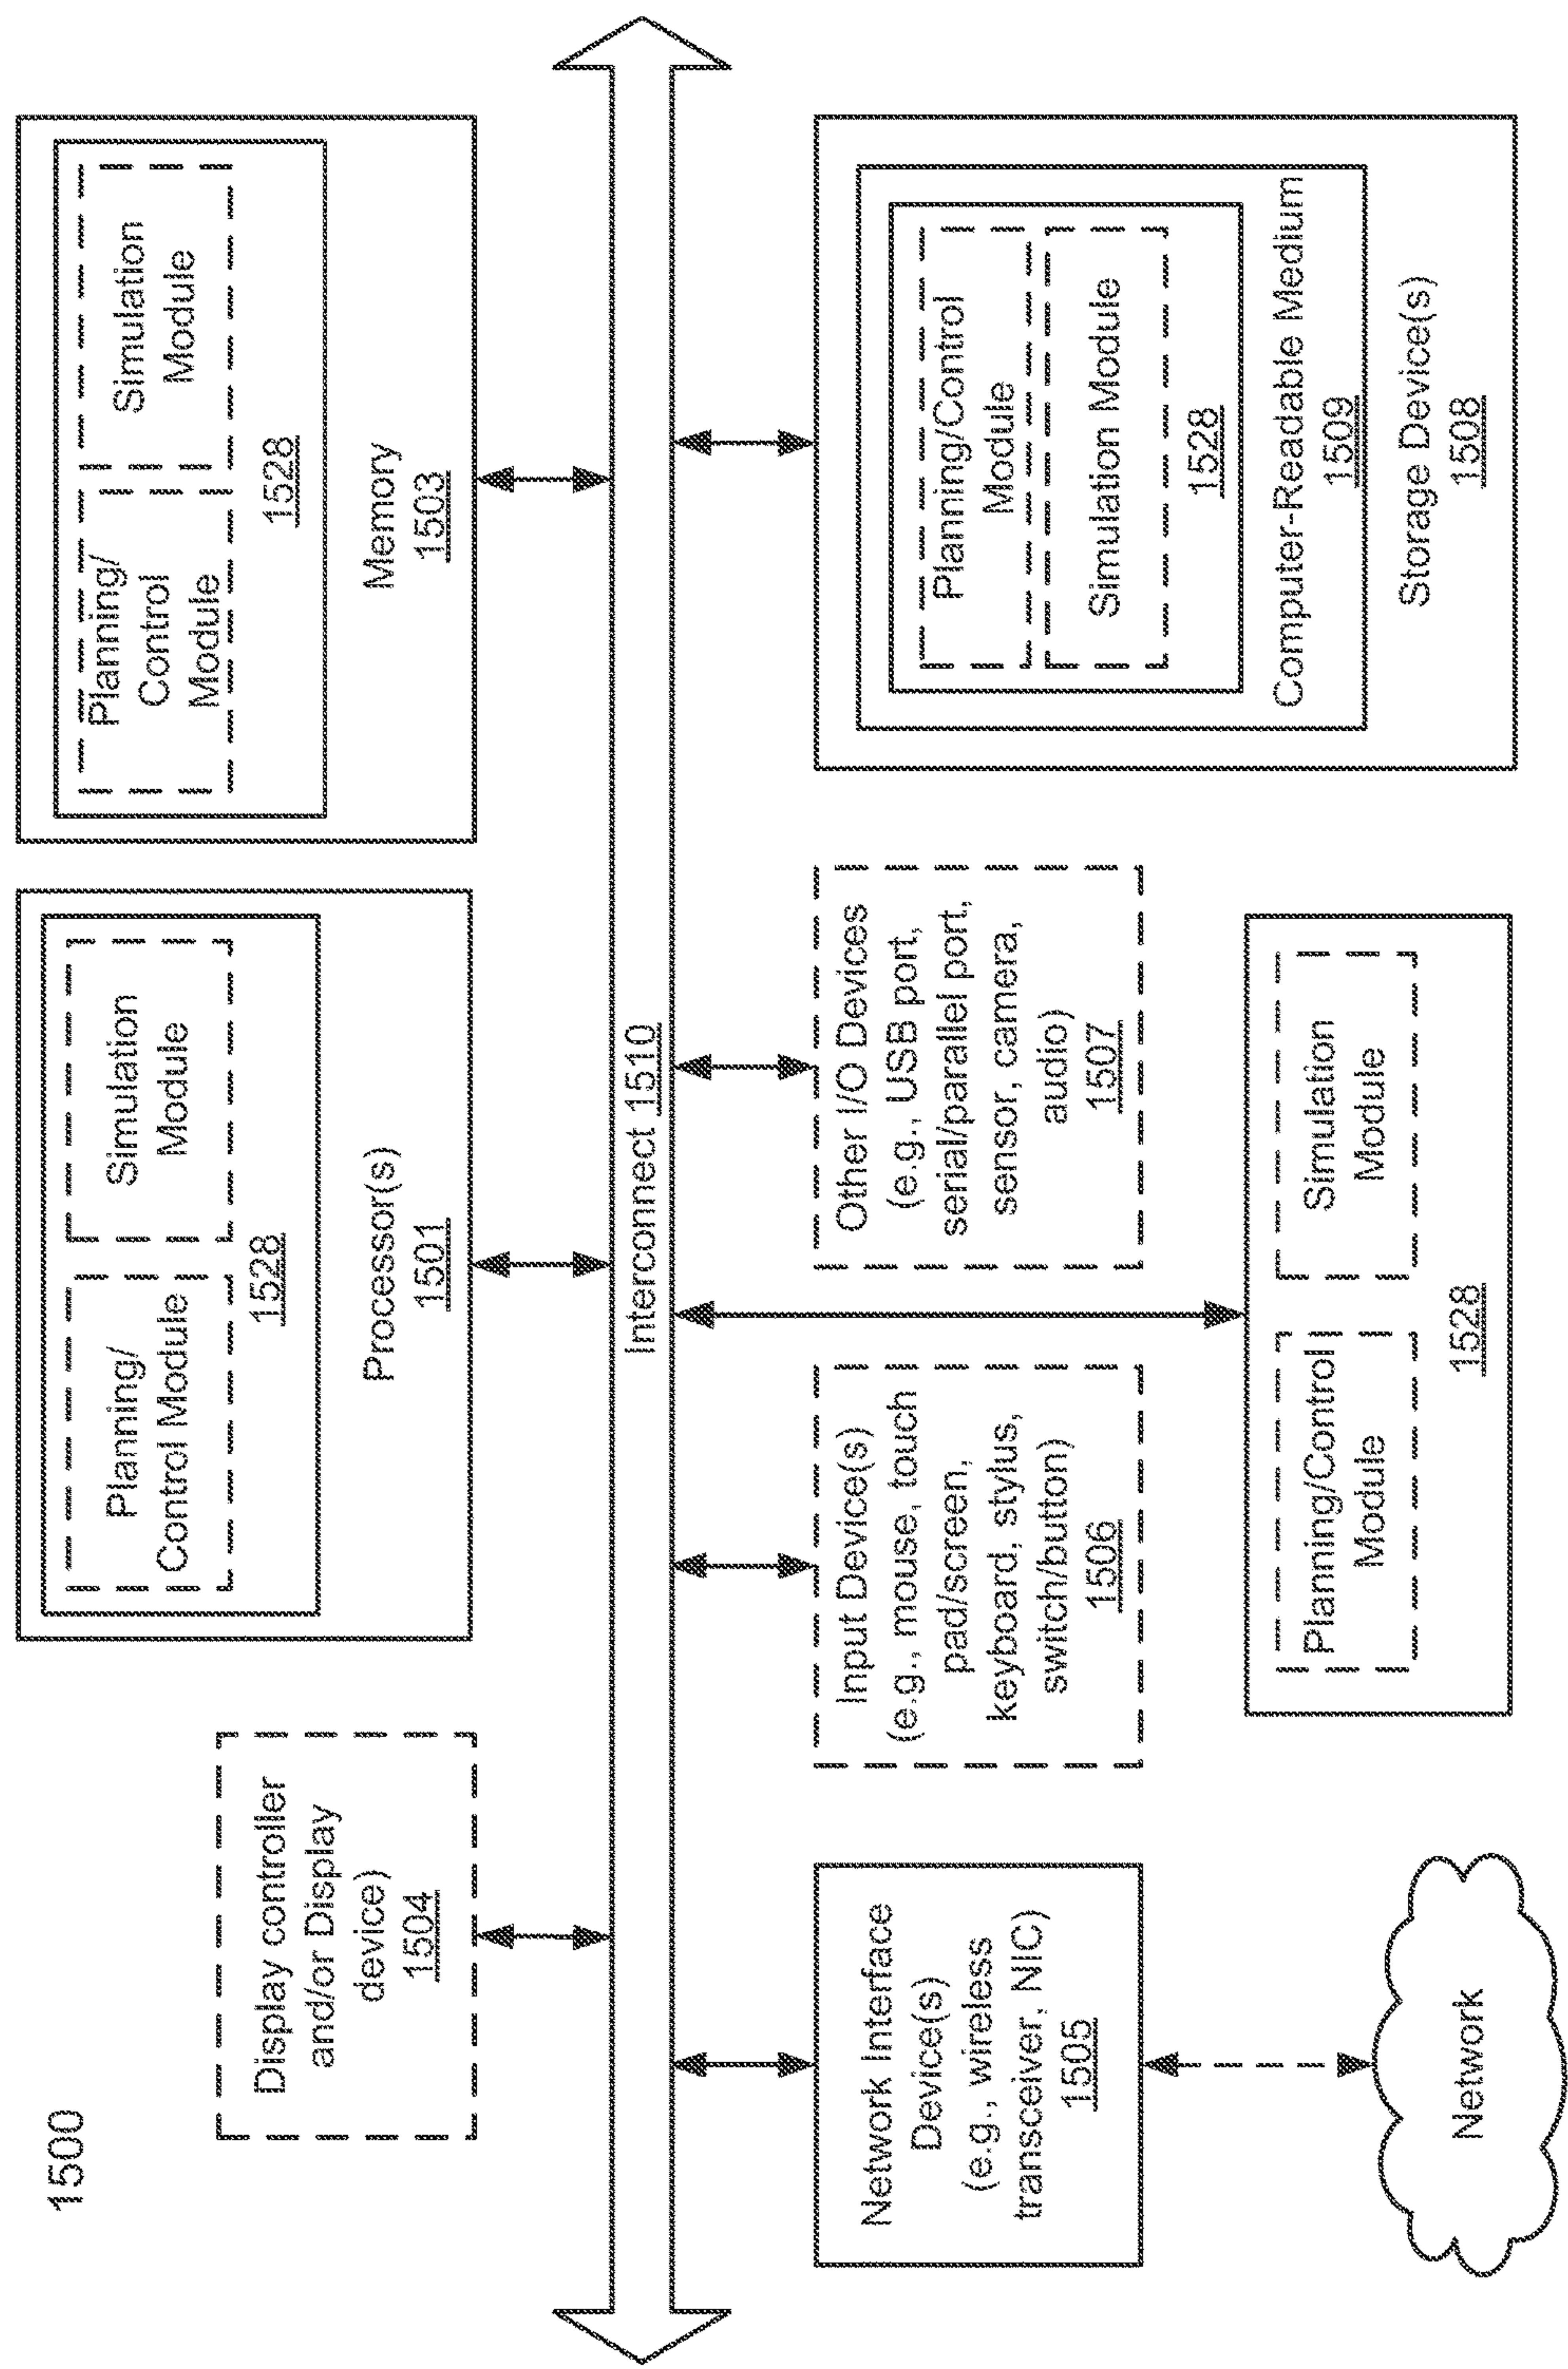 1500
Display controller
and/or Display
device)
1504
Planning/
Control Module
Simulation
Module
1528
Processor(s)
1501
Planning/
Control
Module
Simulation
Module
1528
Memory
1503
Interconnect 1510
Network Interface
Device(s)
(e.g., wireless
transceiver, NIC)
1505
Input Device(s)
(e.g., mouse, touch
pad/screen,
keyboard, stylus,
switch/button)
1506
Other I/O Devices
(e.g., USB port,
serial/parallel port,
sensor, camera,
audio)
1507
Planning/Control
Module
Simulation Module
1528
Computer-Readable Medium
1509
Storage Device(s)
1508
Network
Planning/Control
Module
Simulation
Module
1528